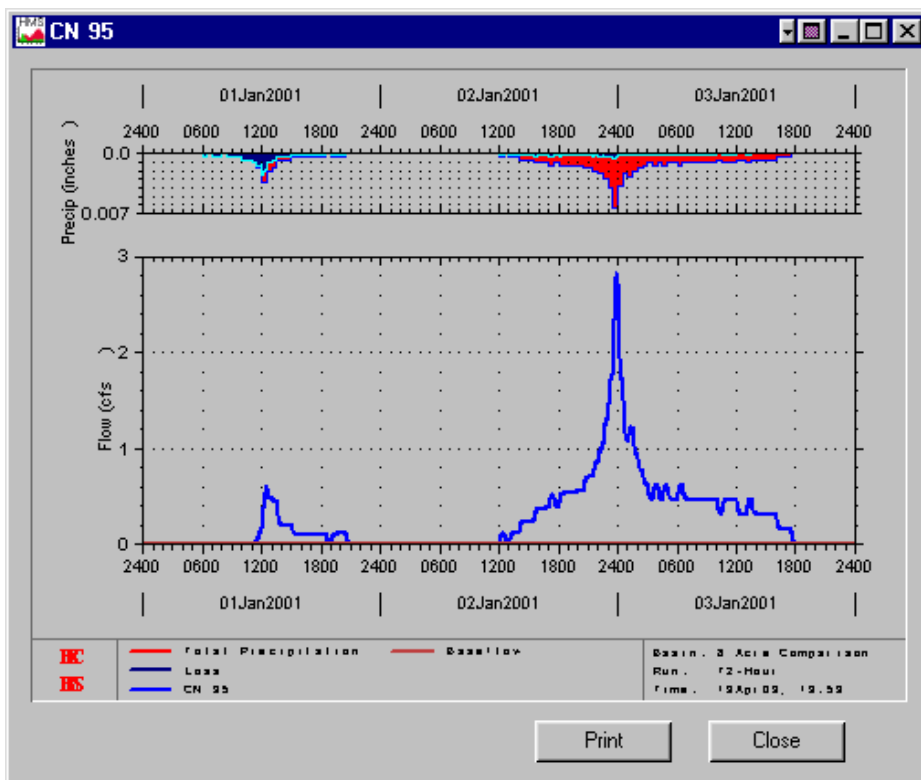 HMS CN 95
01Jan2001 02Jan2001 03Jan2001
2400 0600 1200 1800 2400 0600 1200 1800 2400 0600 1200 1800 2400
Precip (inches )
0.0
0.007
Flow (cfs )
3
2
1
0
2400 0600 1200 1800 2400 0600 1200 1800 2400 0600 1200 1800 2400
01Jan2001 02Jan2001 03Jan2001
Total Precipitation Baseflow
Loss
CN 95
Acre Comparison
Run. 72-Hour
Print Close